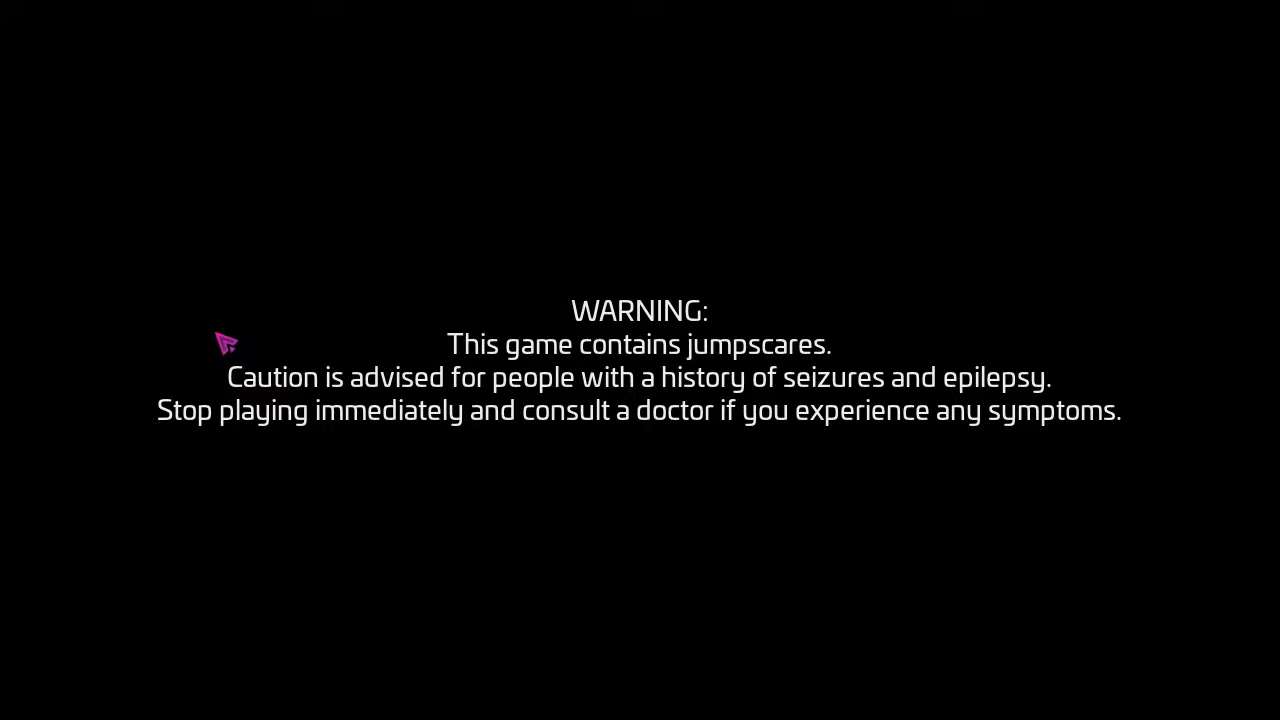 WARNING:
This game contains jumpscares.
Caution is advised for people with a history of seizures and epilepsy.
Stop playing immediately and consult a doctor if you experience any symptoms.